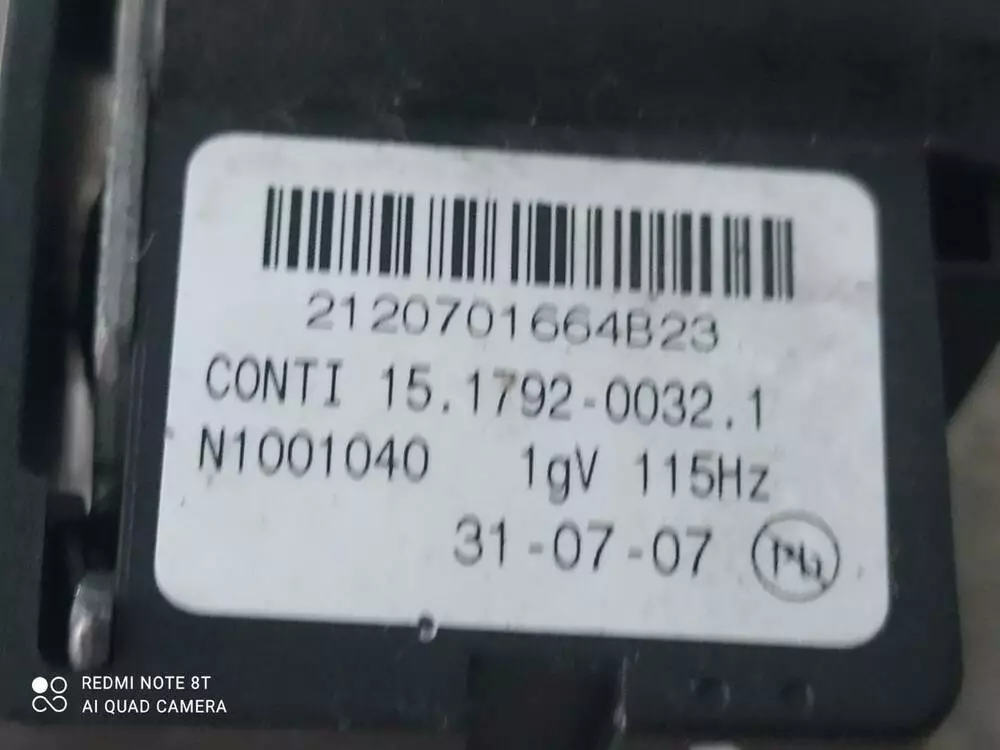 2120701664B23
CONTI 15.1792-0032.1
N1001040 1gV 115Hz
31-07-07
REDMI NOTE 8T
AI QUAD CAMERA